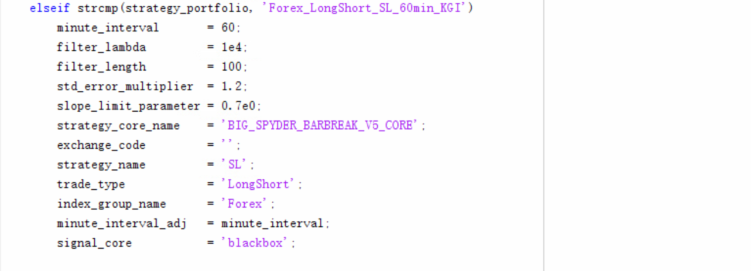 elseif strcmp(strategy_portfolio, 'Forex_LongShort_SL_60min_KGI')
minute_interval = 60;
filter_lambda = 1e4;
filter_length = 100;
std_error_multiplier = 1.2;
slope_limit_parameter = 0.7e0;
strategy_core_name = 'BIG_SPYDER_BARBREAK_V5_CORE';
exchange_code = '';
strategy_name = 'SL';
trade_type = 'LongShort';
index_group_name = 'Forex';
minute_interval_adj = minute_interval;
signal_core = 'blackbox';